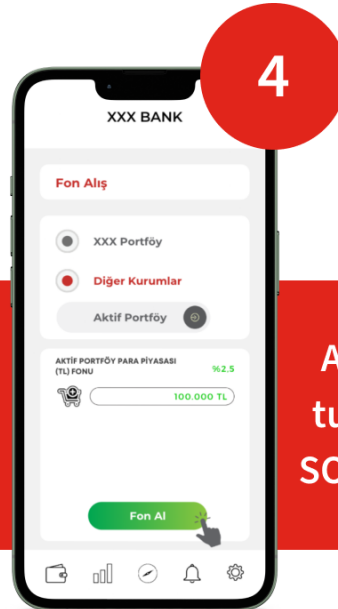 4
XXX BANK
Fon Alış
XXX Portföy
Diğer Kurumlar
Aktif Portföy
AKTİF PORTFÖY PARA PİYASASI
(TL) FONU
%2.5
100.000 TL
Fon Al